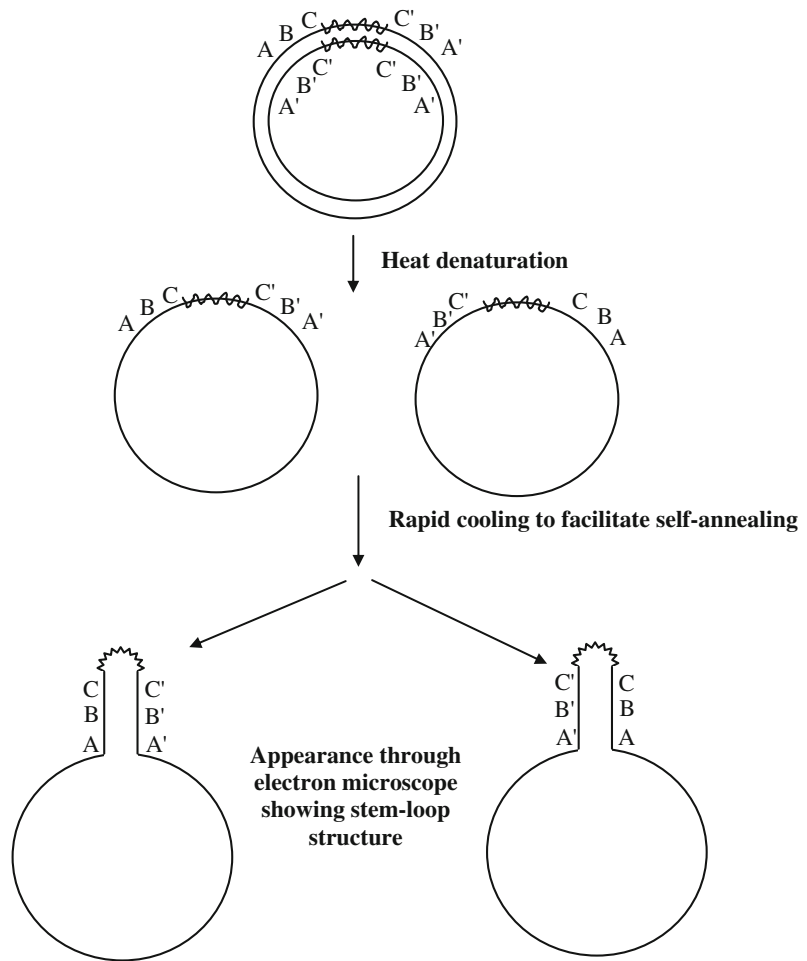 A B C C' B' A'
A' B' C' C' B' A'
Heat denaturation
A B C C' B' A'
A' B' C' C B A
Rapid cooling to facilitate self-annealing
C C'
B B'
A A'
C' C
B' B
A' A
Appearance through
electron microscope
showing stem-loop
structure